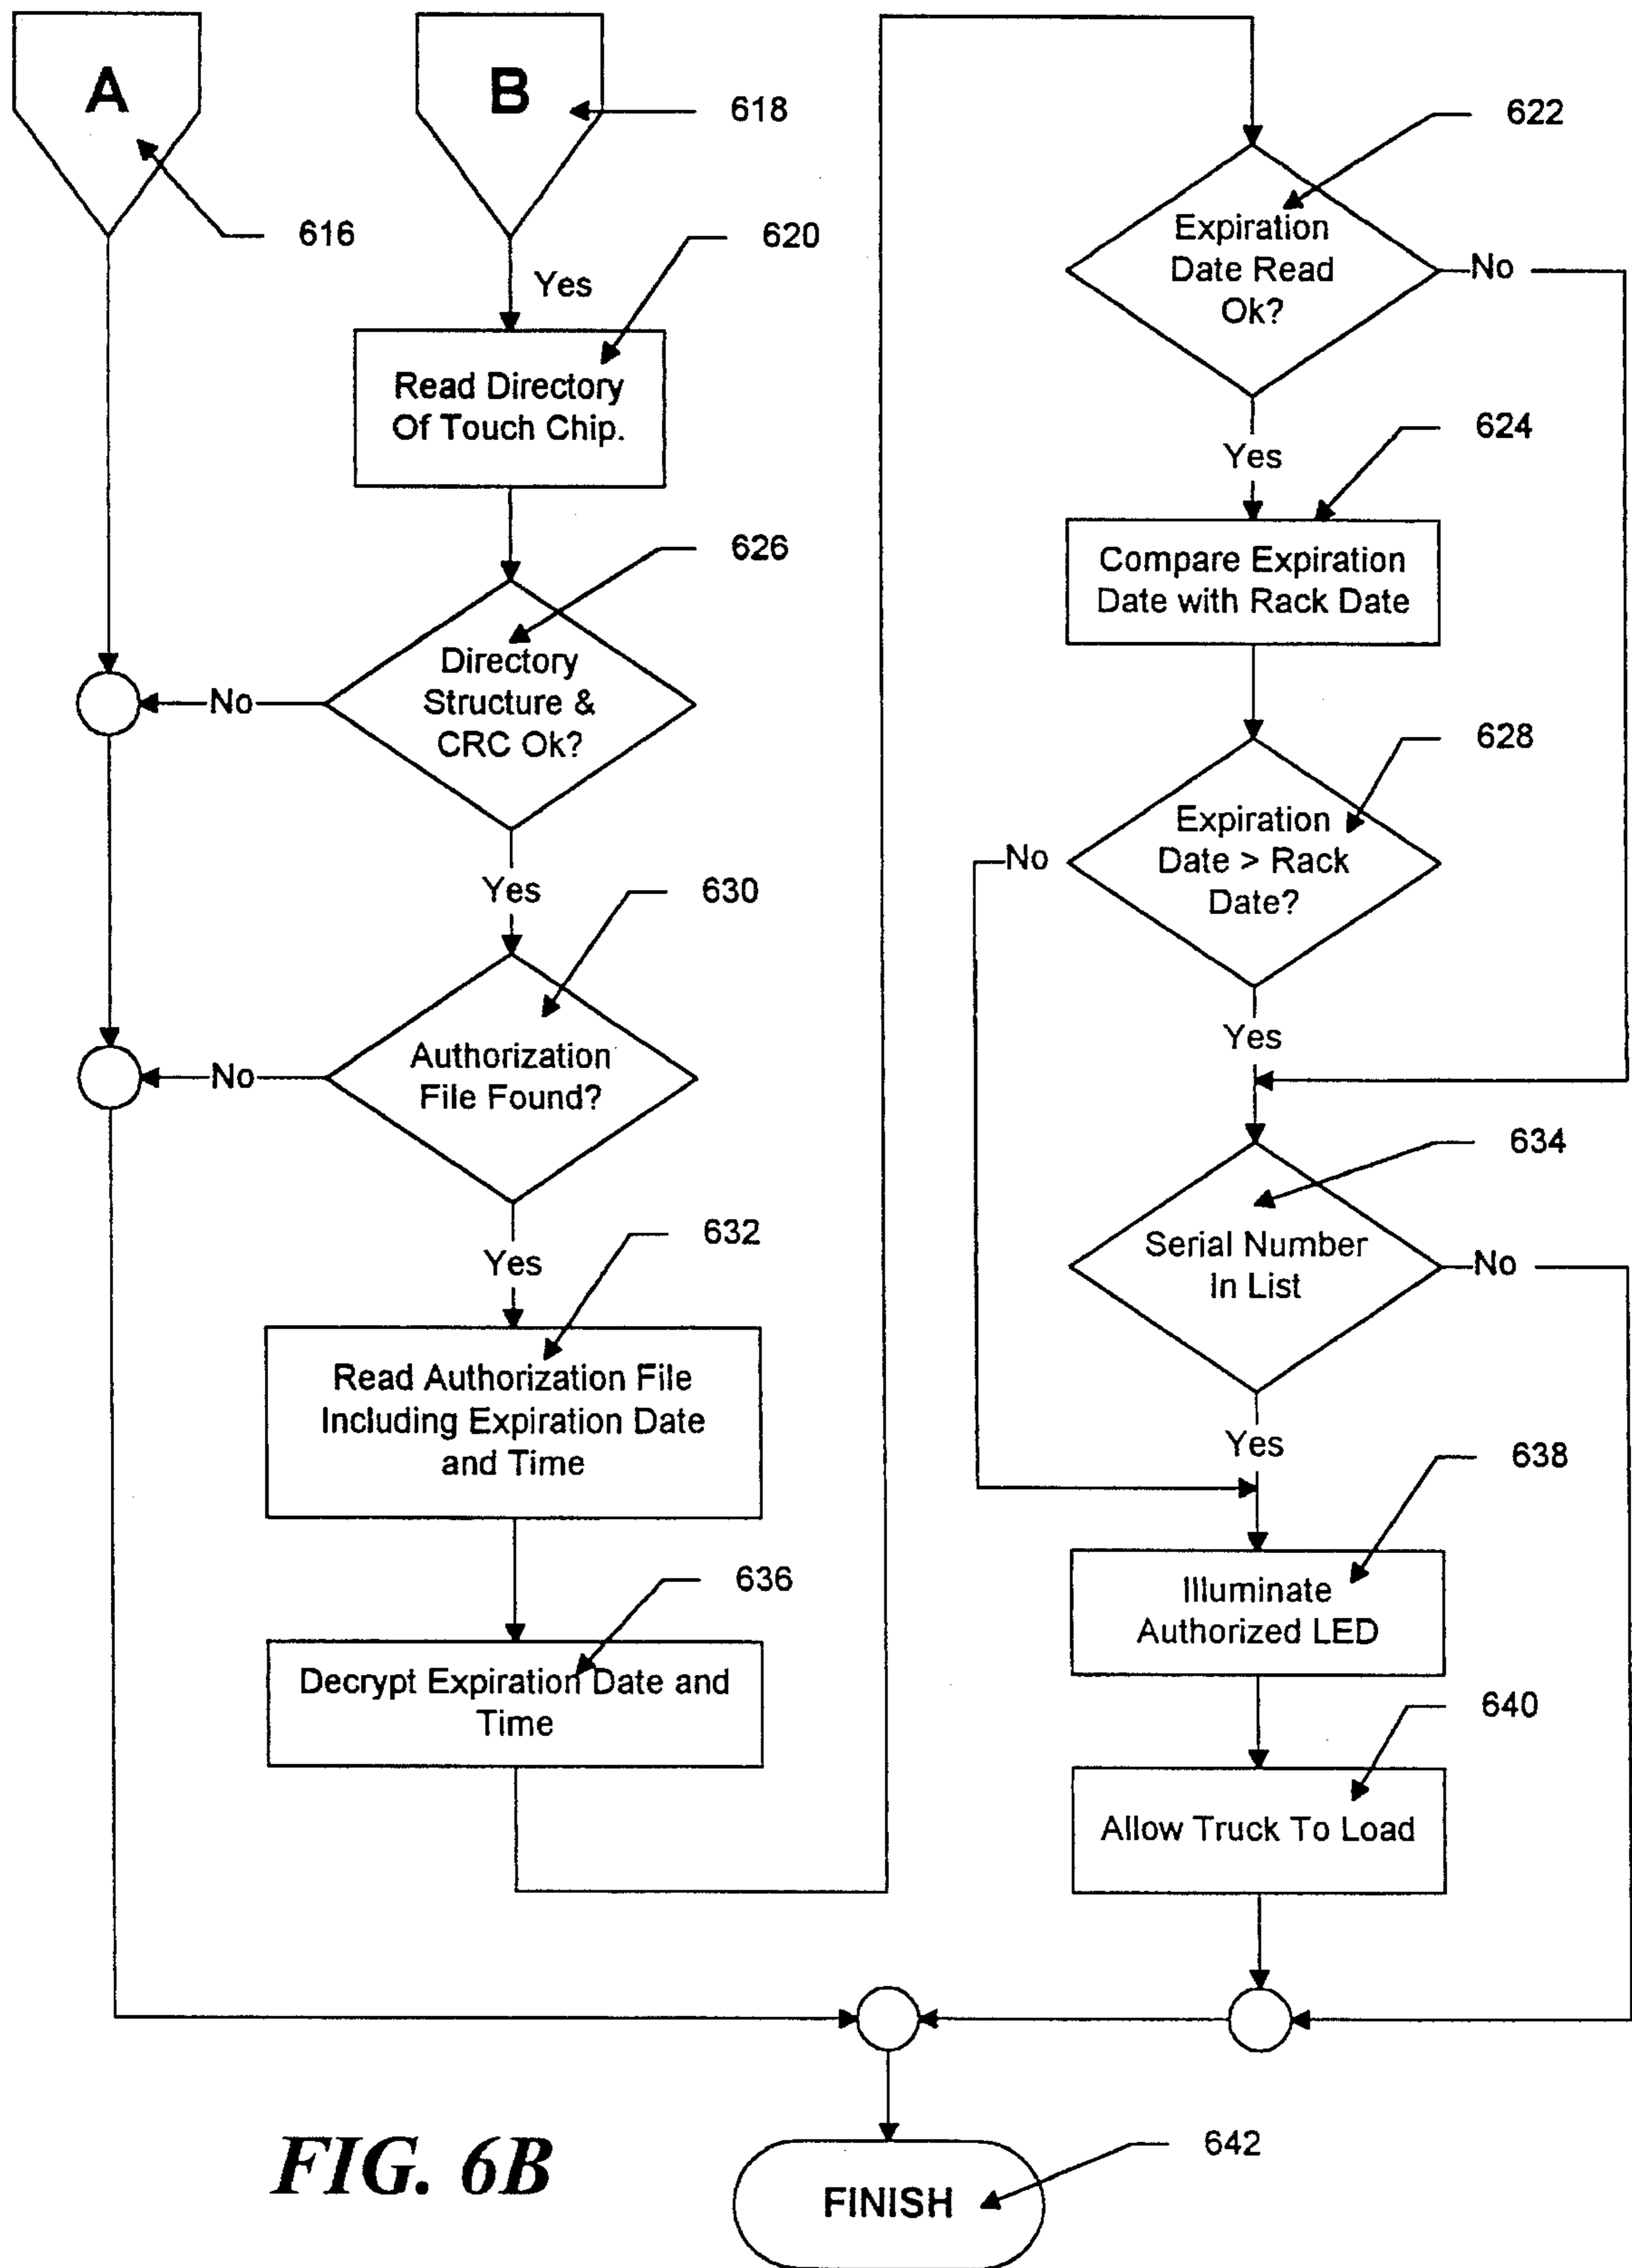 A
616
B
618
Yes
620
Read Directory
Of Touch Chip.
626
Directory
Structure &
CRC Ok?
No
Yes
630
Authorization
File Found?
No
Yes
632
Read Authorization File
Including Expiration Date
and Time
636
Decrypt Expiration Date and
Time
622
Expiration
Date Read
Ok?
No
Yes
624
Compare Expiration
Date with Rack Date
628
Expiration
Date > Rack
Date?
No
Yes
634
Serial Number
In List
No
Yes
638
Illuminate
Authorized LED
640
Allow Truck To Load
642
FINISH
FIG. 6B